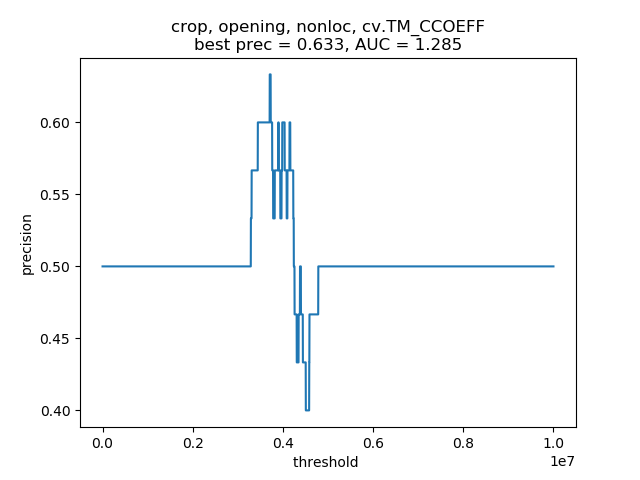 crop, opening, nonloc, cv.TM_CCOEFF
best prec = 0.633, AUC = 1.285
precision
0.60
0.55
0.50
0.45
0.40
0.0 0.2 0.4 0.6 0.8 1.0
threshold 1e7